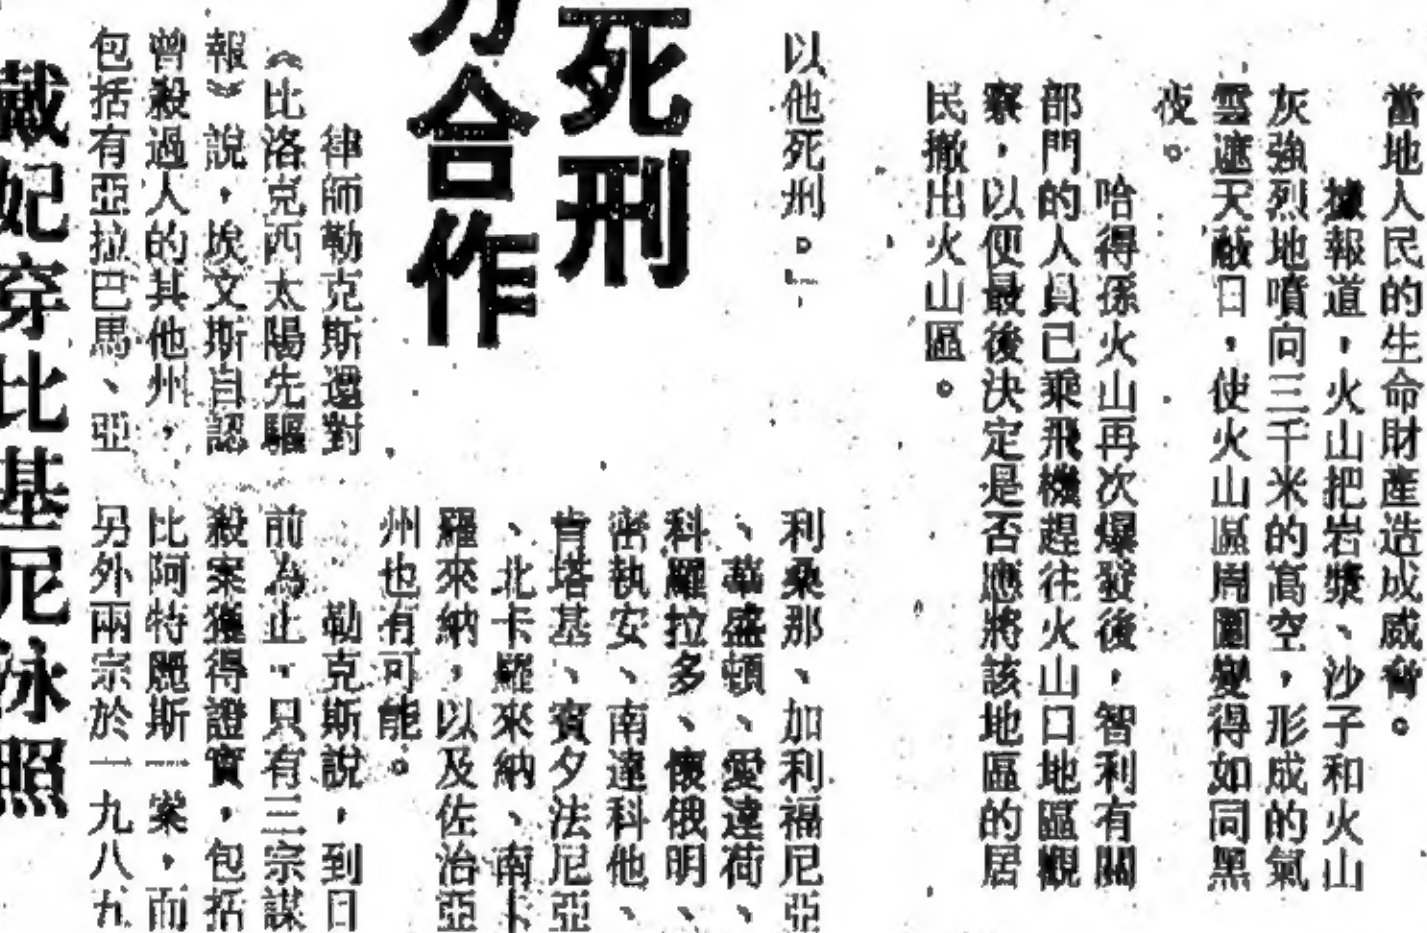 當地人民的生命財產造成威脅。
據報道，火山把岩漿、沙子和火山
灰強烈地噴向三千米的高空，形成的氣
雲遮天蔽日，使火山區周圍變得如同黑
夜。
哈得孫火山再次爆發後，智利有關
部門的人員已乘飛機趕往火山口地區觀
察，以便最後決定是否應將該地區的居
民撤出火山區。
以他死刑。」
死刑
合作
律師勒克斯還對
《比洛克西太陽先驅
報》說，埃文斯自認
曾殺過人的其他州，
包括有亞拉巴馬、亞
利桑那、加利福尼亞
、華盛頓、愛達荷、
科羅拉多、懷俄明、
密執安、南達科他、
肯塔基、賓夕法尼亞
、北卡羅來納、南卡
羅來納，以及佐治亞
州也有可能。
勒克斯說，到目
前為止，只有三宗謀
殺案獲得證實，包括
比阿特麗斯一案，而
另外兩宗於一九八九
戴妃穿比基尼泳照